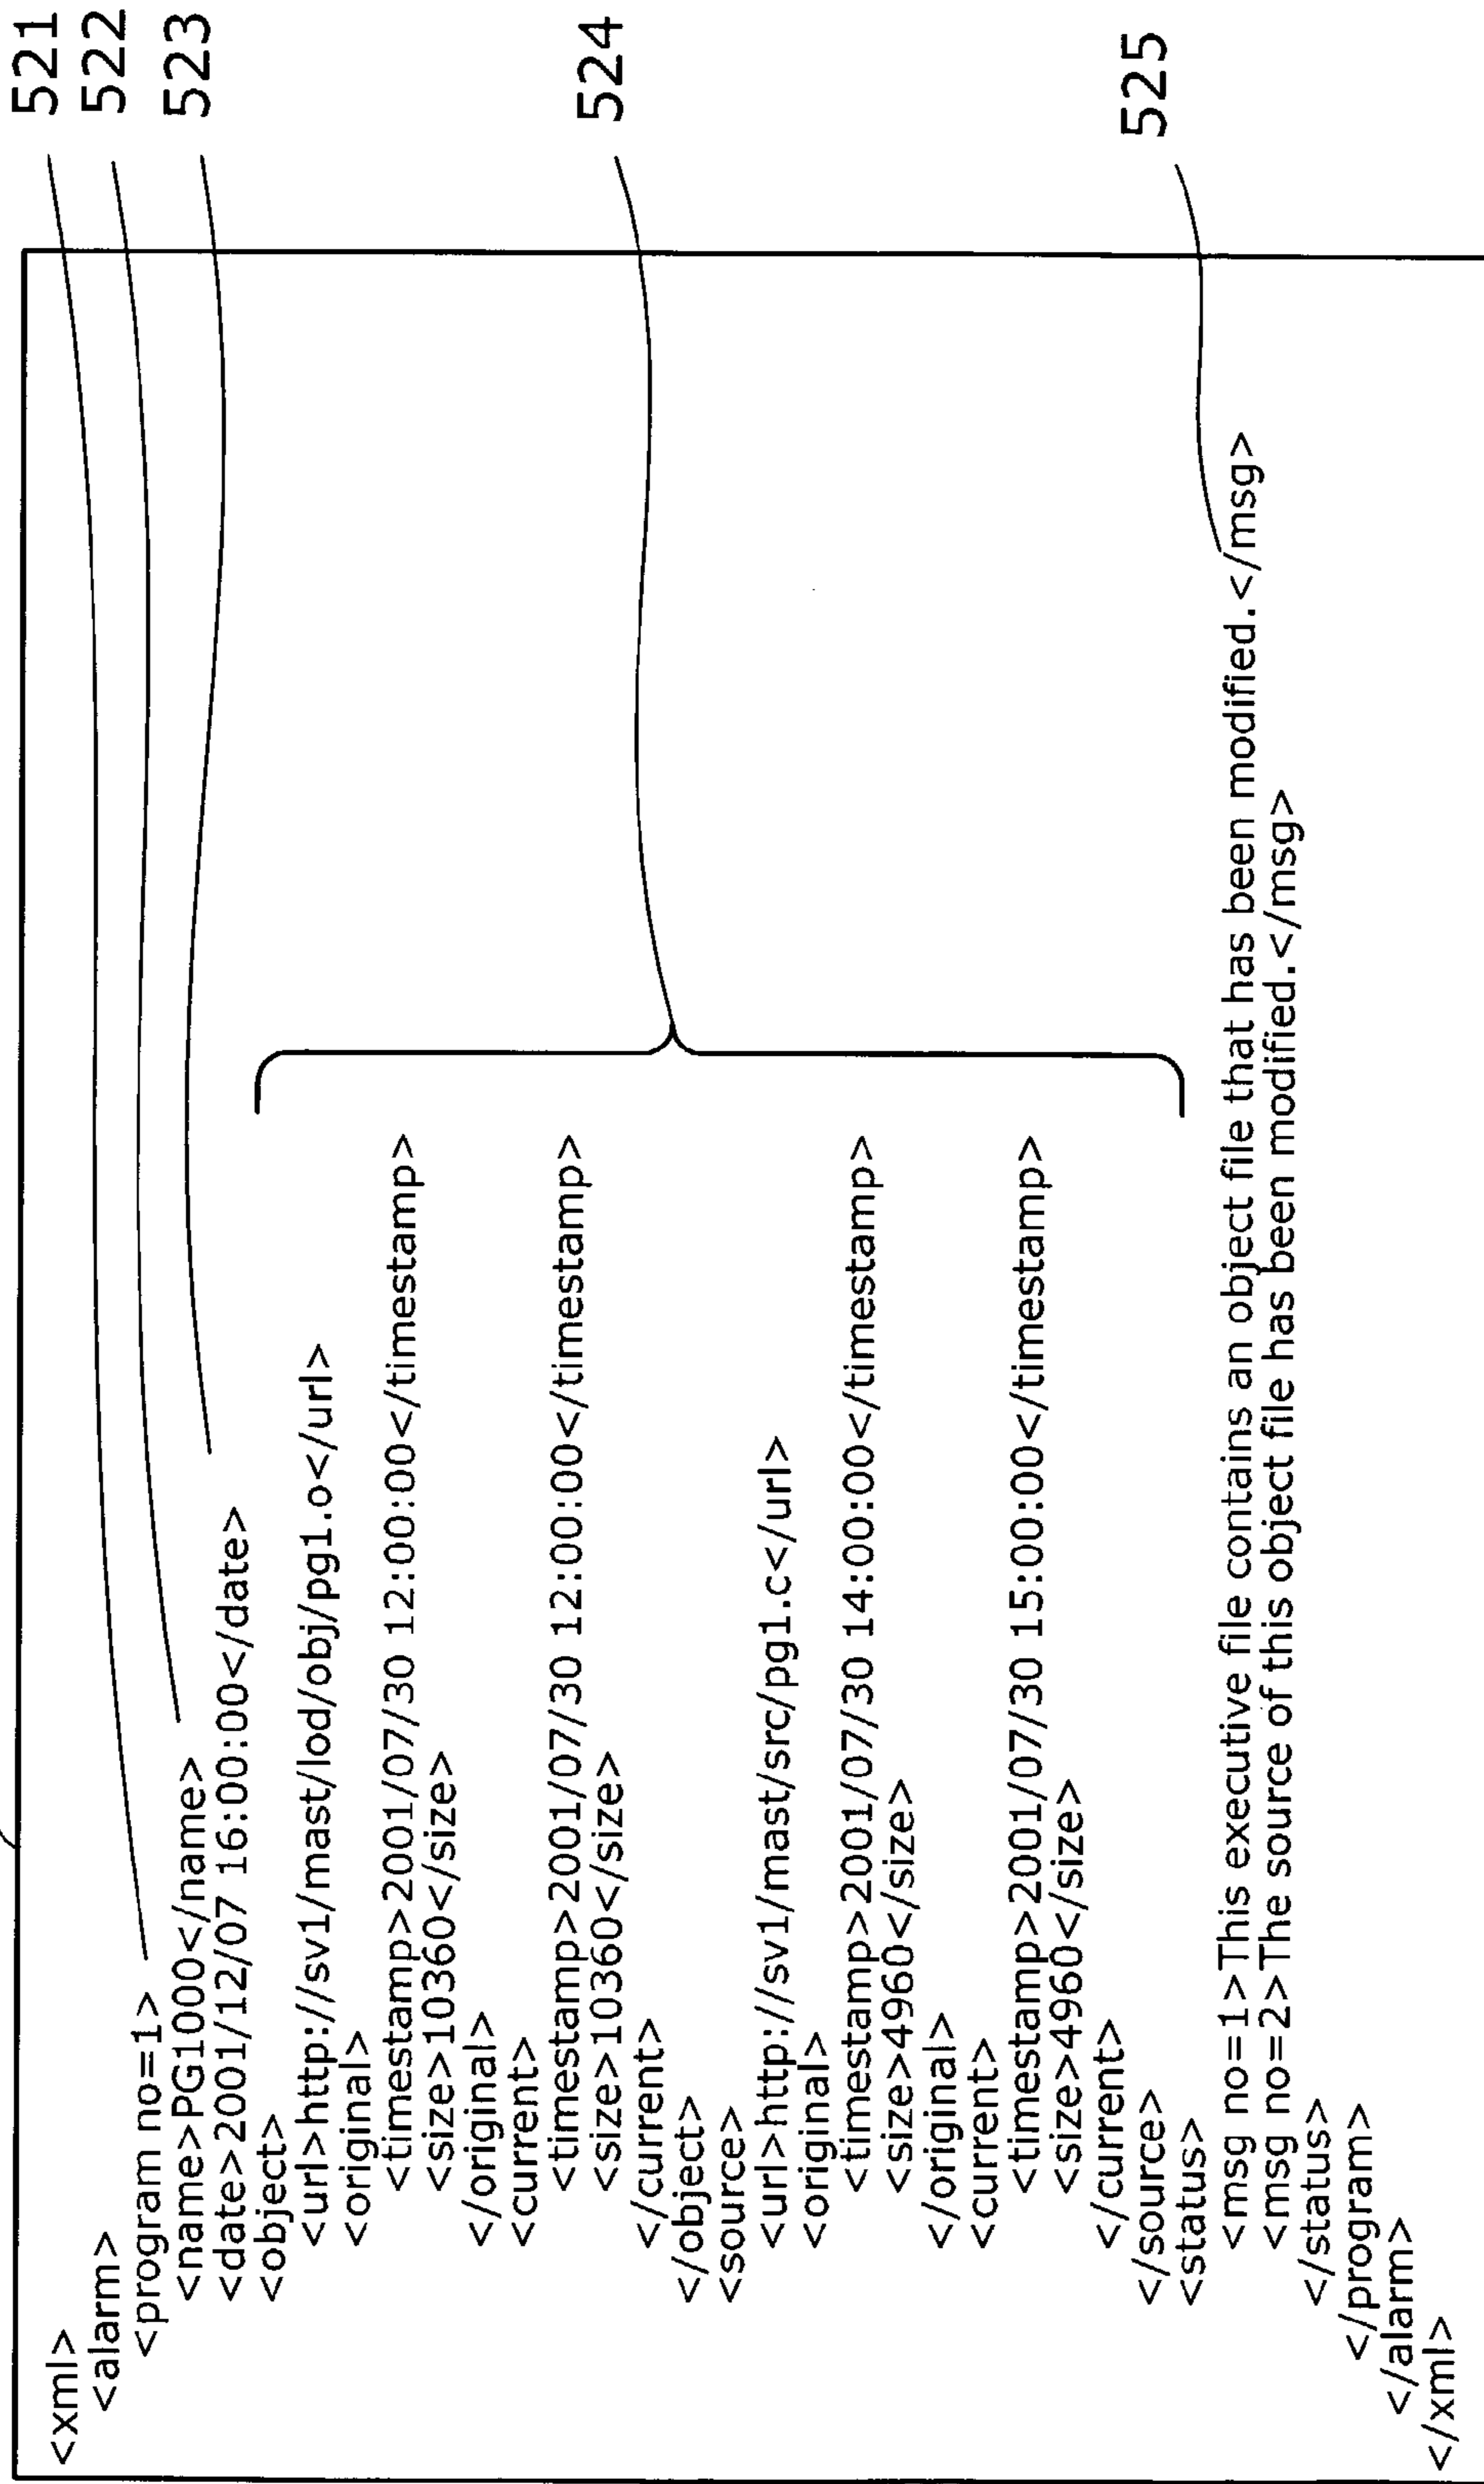 <xml>
<alarm>
<program no=1>
<name>PG1000</name>
<date>2001/12/07 16:00:00</date>
<object>
<url>http://sv1/mast/lod/obj/pg1.o</url>
<original>
<timestamp>2001/07/30 12:00:00</timestamp>
<size>10360</size>
</original>
<current>
<timestamp>2001/07/30 12:00:00</timestamp>
<size>10360</size>
</current>
</object>
<source>
<url>http://sv1/mast/src/pg1.c</url>
<original>
<timestamp>2001/07/30 14:00:00</timestamp>
<size>4960</size>
</original>
<current>
<timestamp>2001/07/30 15:00:00</timestamp>
<size>4960</size>
</current>
</source>
<status>
<msg no=1>This executive file contains an object file that has been modified.</msg>
<msg no=2>The source of this object file has been modified.</msg>
</status>
</program>
</alarm>
</xml>
521
522
523
524
525